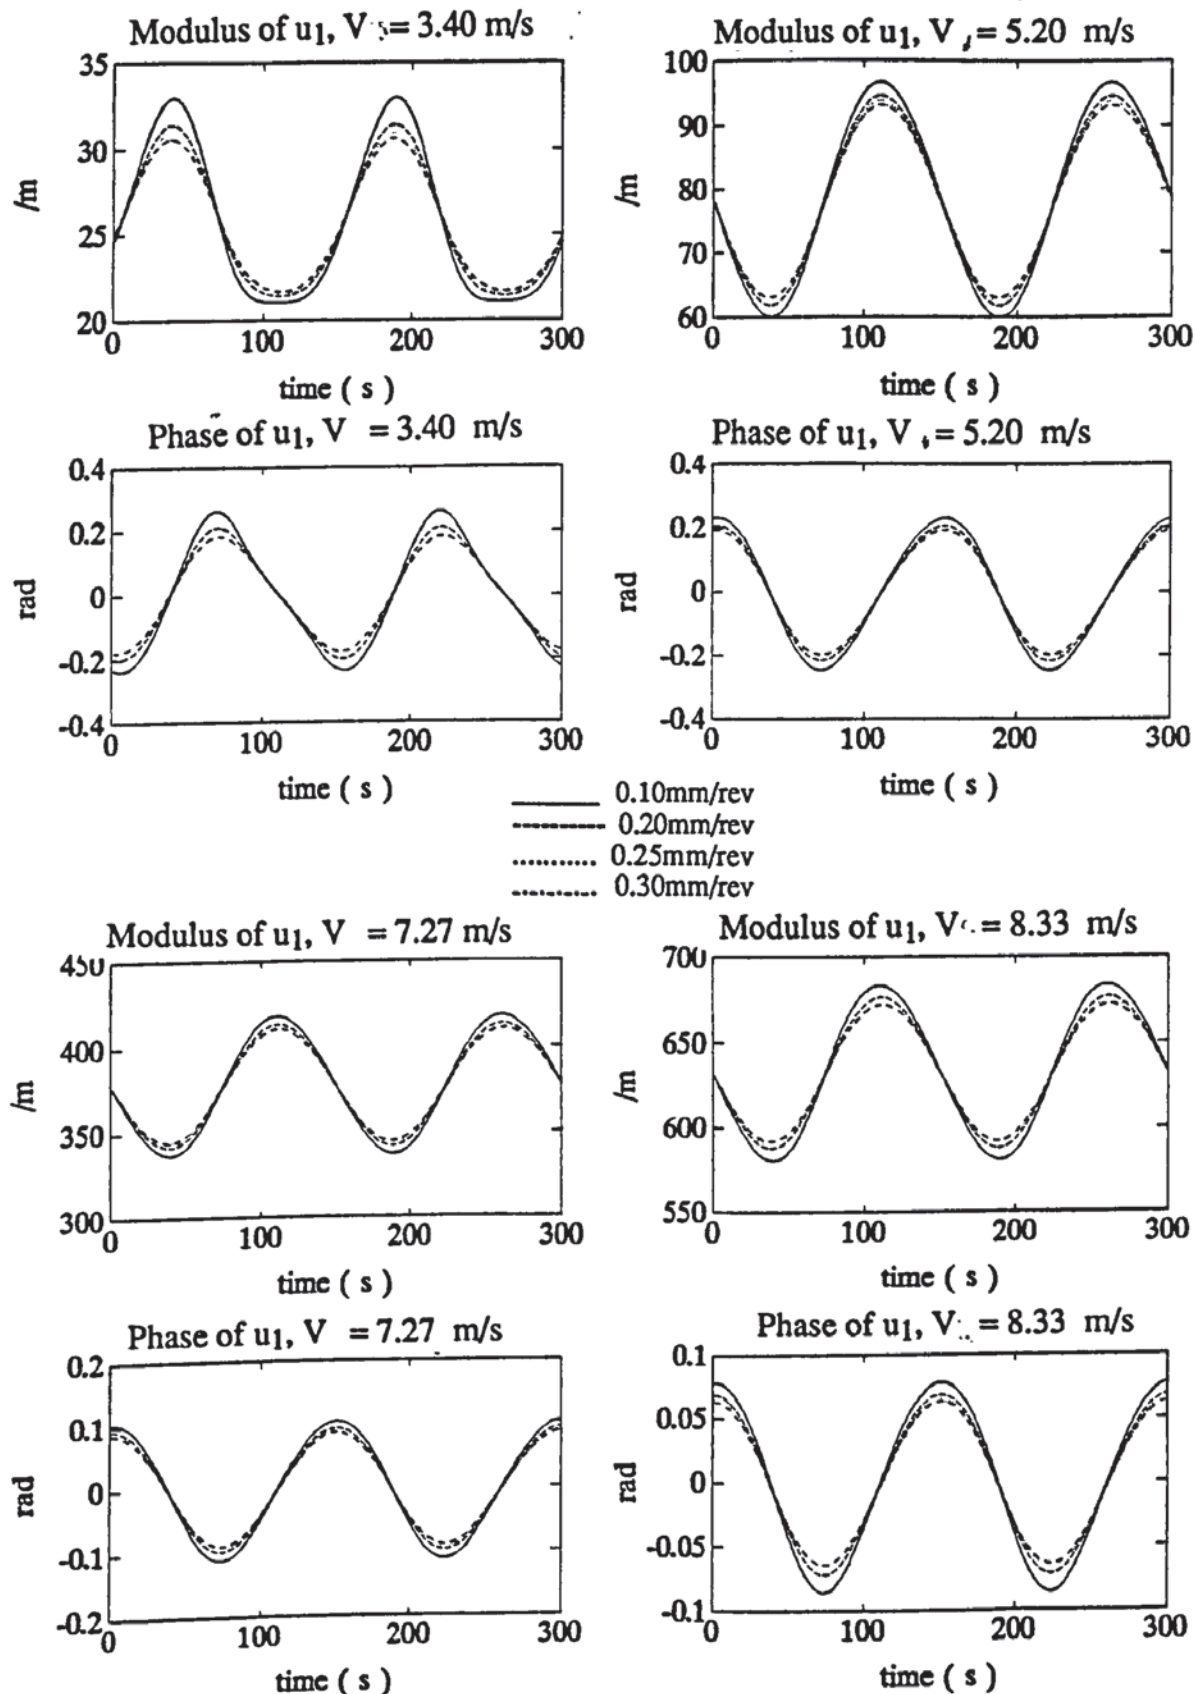 Modulus of u1, V = 3.40 m/s
35
30
25
20
/m
0 100 200 300
time ( s )
Modulus of u1, V = 5.20 m/s
100
90
80
70
60
/m
0 100 200 300
time ( s )
Phase of u1, V = 3.40 m/s
0.4
0.2
0
-0.2
-0.4
rad
0 100 200 300
time ( s )
Phase of u1, V = 5.20 m/s
0.4
0.2
0
-0.2
-0.4
rad
0 100 200 300
time ( s )
0.10mm/rev
0.20mm/rev
0.25mm/rev
0.30mm/rev
Modulus of u1, V = 7.27 m/s
450
400
350
300
/m
0 100 200 300
time ( s )
Modulus of u1, V = 8.33 m/s
700
650
600
550
/m
0 100 200 300
time ( s )
Phase of u1, V = 7.27 m/s
0.2
0.1
0
-0.1
-0.2
rad
0 100 200 300
time ( s )
Phase of u1, V = 8.33 m/s
0.1
0.05
0
-0.05
-0.1
rad
0 100 200 300
time ( s )